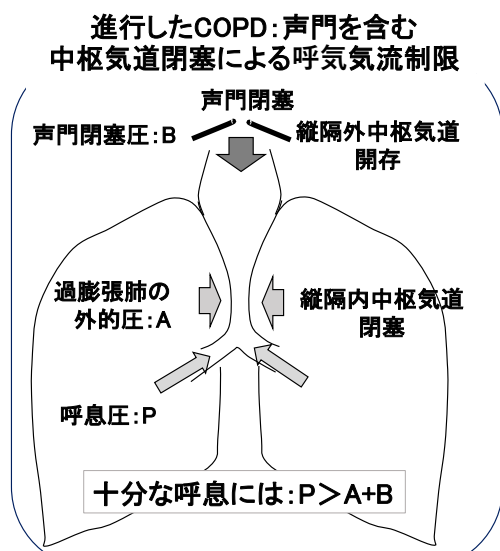 進行したCOPD:声門を含む
中枢気道閉塞による呼気気流制限
声門閉塞
声門閉塞圧:B
縦隔外中枢気道
開存
過膨張肺の
外的圧:A
縦隔内中枢気道
閉塞
呼息圧:P
十分な呼息には:P＞A+B